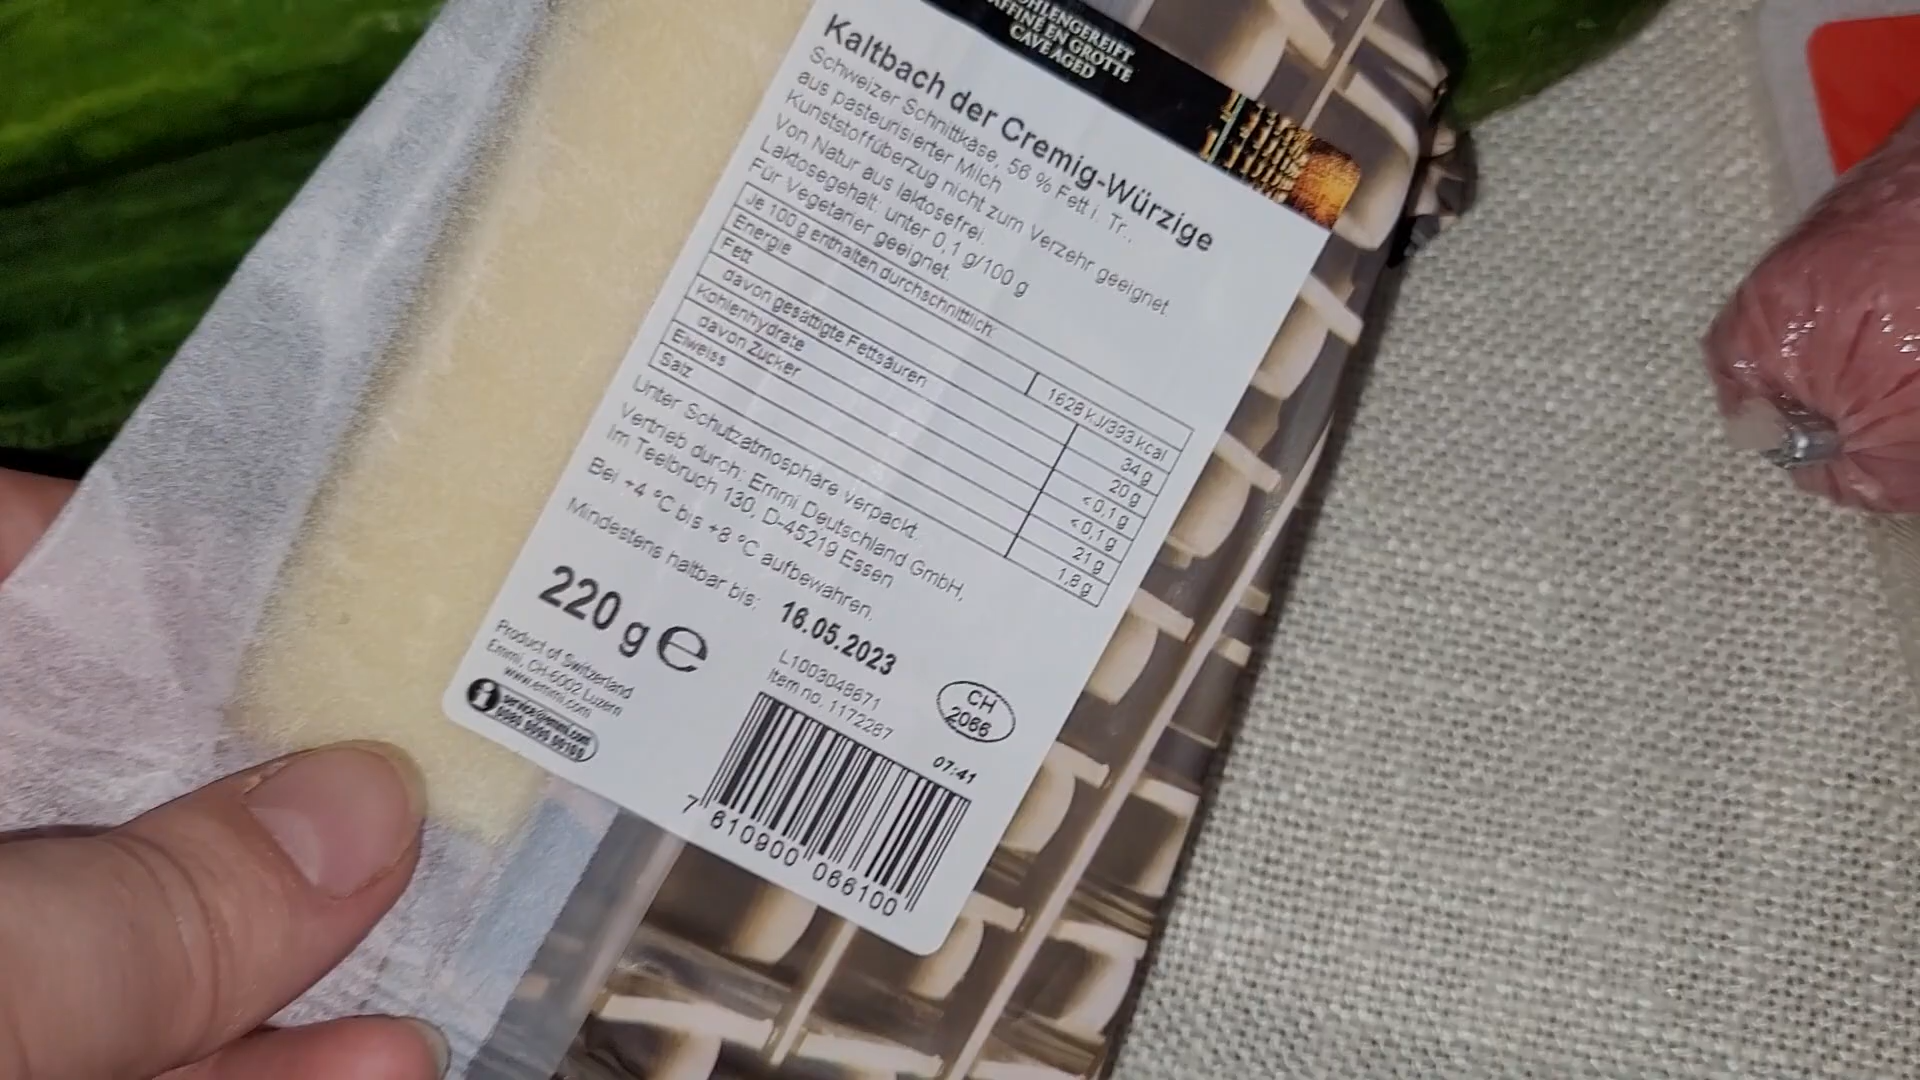 HÖHLENGEREIFT
AFFINÉ EN GROTTE
CAVE AGED
Kaltbach der Cremig-Würzige
Schweizer Schnittkäse, 56 % Fett i. Tr.,
aus pasteurisierter Milch
Kunststoffüberzug nicht zum Verzehr geeignet
Von Natur aus laktosefrei.
Laktosegehalt: unter 0,1 g/100 g
Für Vegetarier geeignet.
Je 100 g enthalten durchschnittlich:
Energie 1628 kJ/393 kcal
Fett 34 g
davon gesättigte Fettsäuren 20 g
Kohlenhydrate <0,1 g
davon Zucker <0,1 g
Eiweiss 21 g
Salz 1,8 g
Unter Schutzatmosphäre verpackt.
Vertrieb durch: Emmi Deutschland GmbH,
Im Teelbruch 130, D-45219 Essen
Bei +4 °C bis +8 °C aufbewahren.
Mindestens haltbar bis: 16.05.2023
220 g e
L1003048671
Item no. 1172287
CH
2066
07:41
Product of Switzerland
Emmi, CH-6002 Luzern
www.emmi.com
service@emmi.com
7 610900 066100